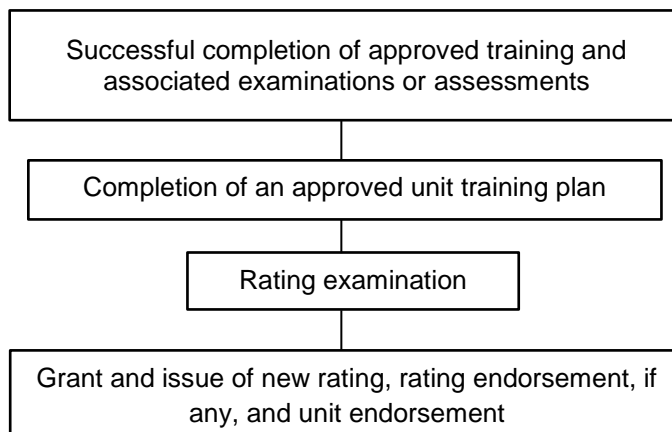 Successful completion of approved training and
associated examinations or assessments
Completion of an approved unit training plan
Rating examination
Grant and issue of new rating, rating endorsement, if
any, and unit endorsement